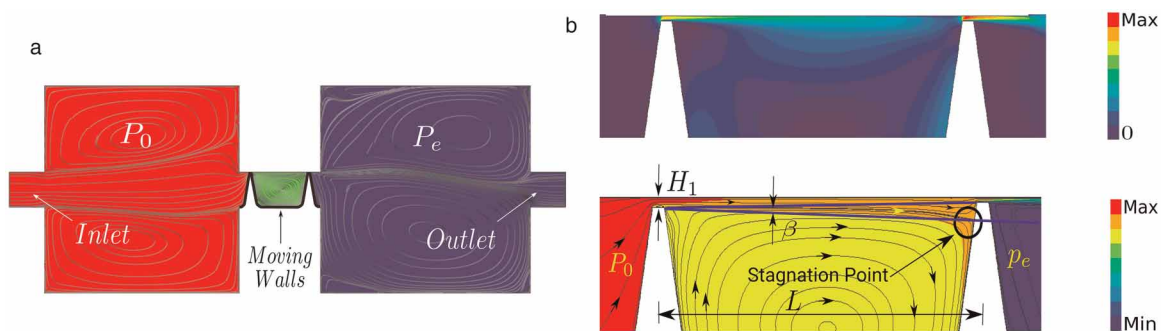 a
P₀
Pₑ
Inlet
Moving
Walls
Outlet
b
Max
0
H₁
β
P₀
Stagnation Point
L
pₑ
Max
Min